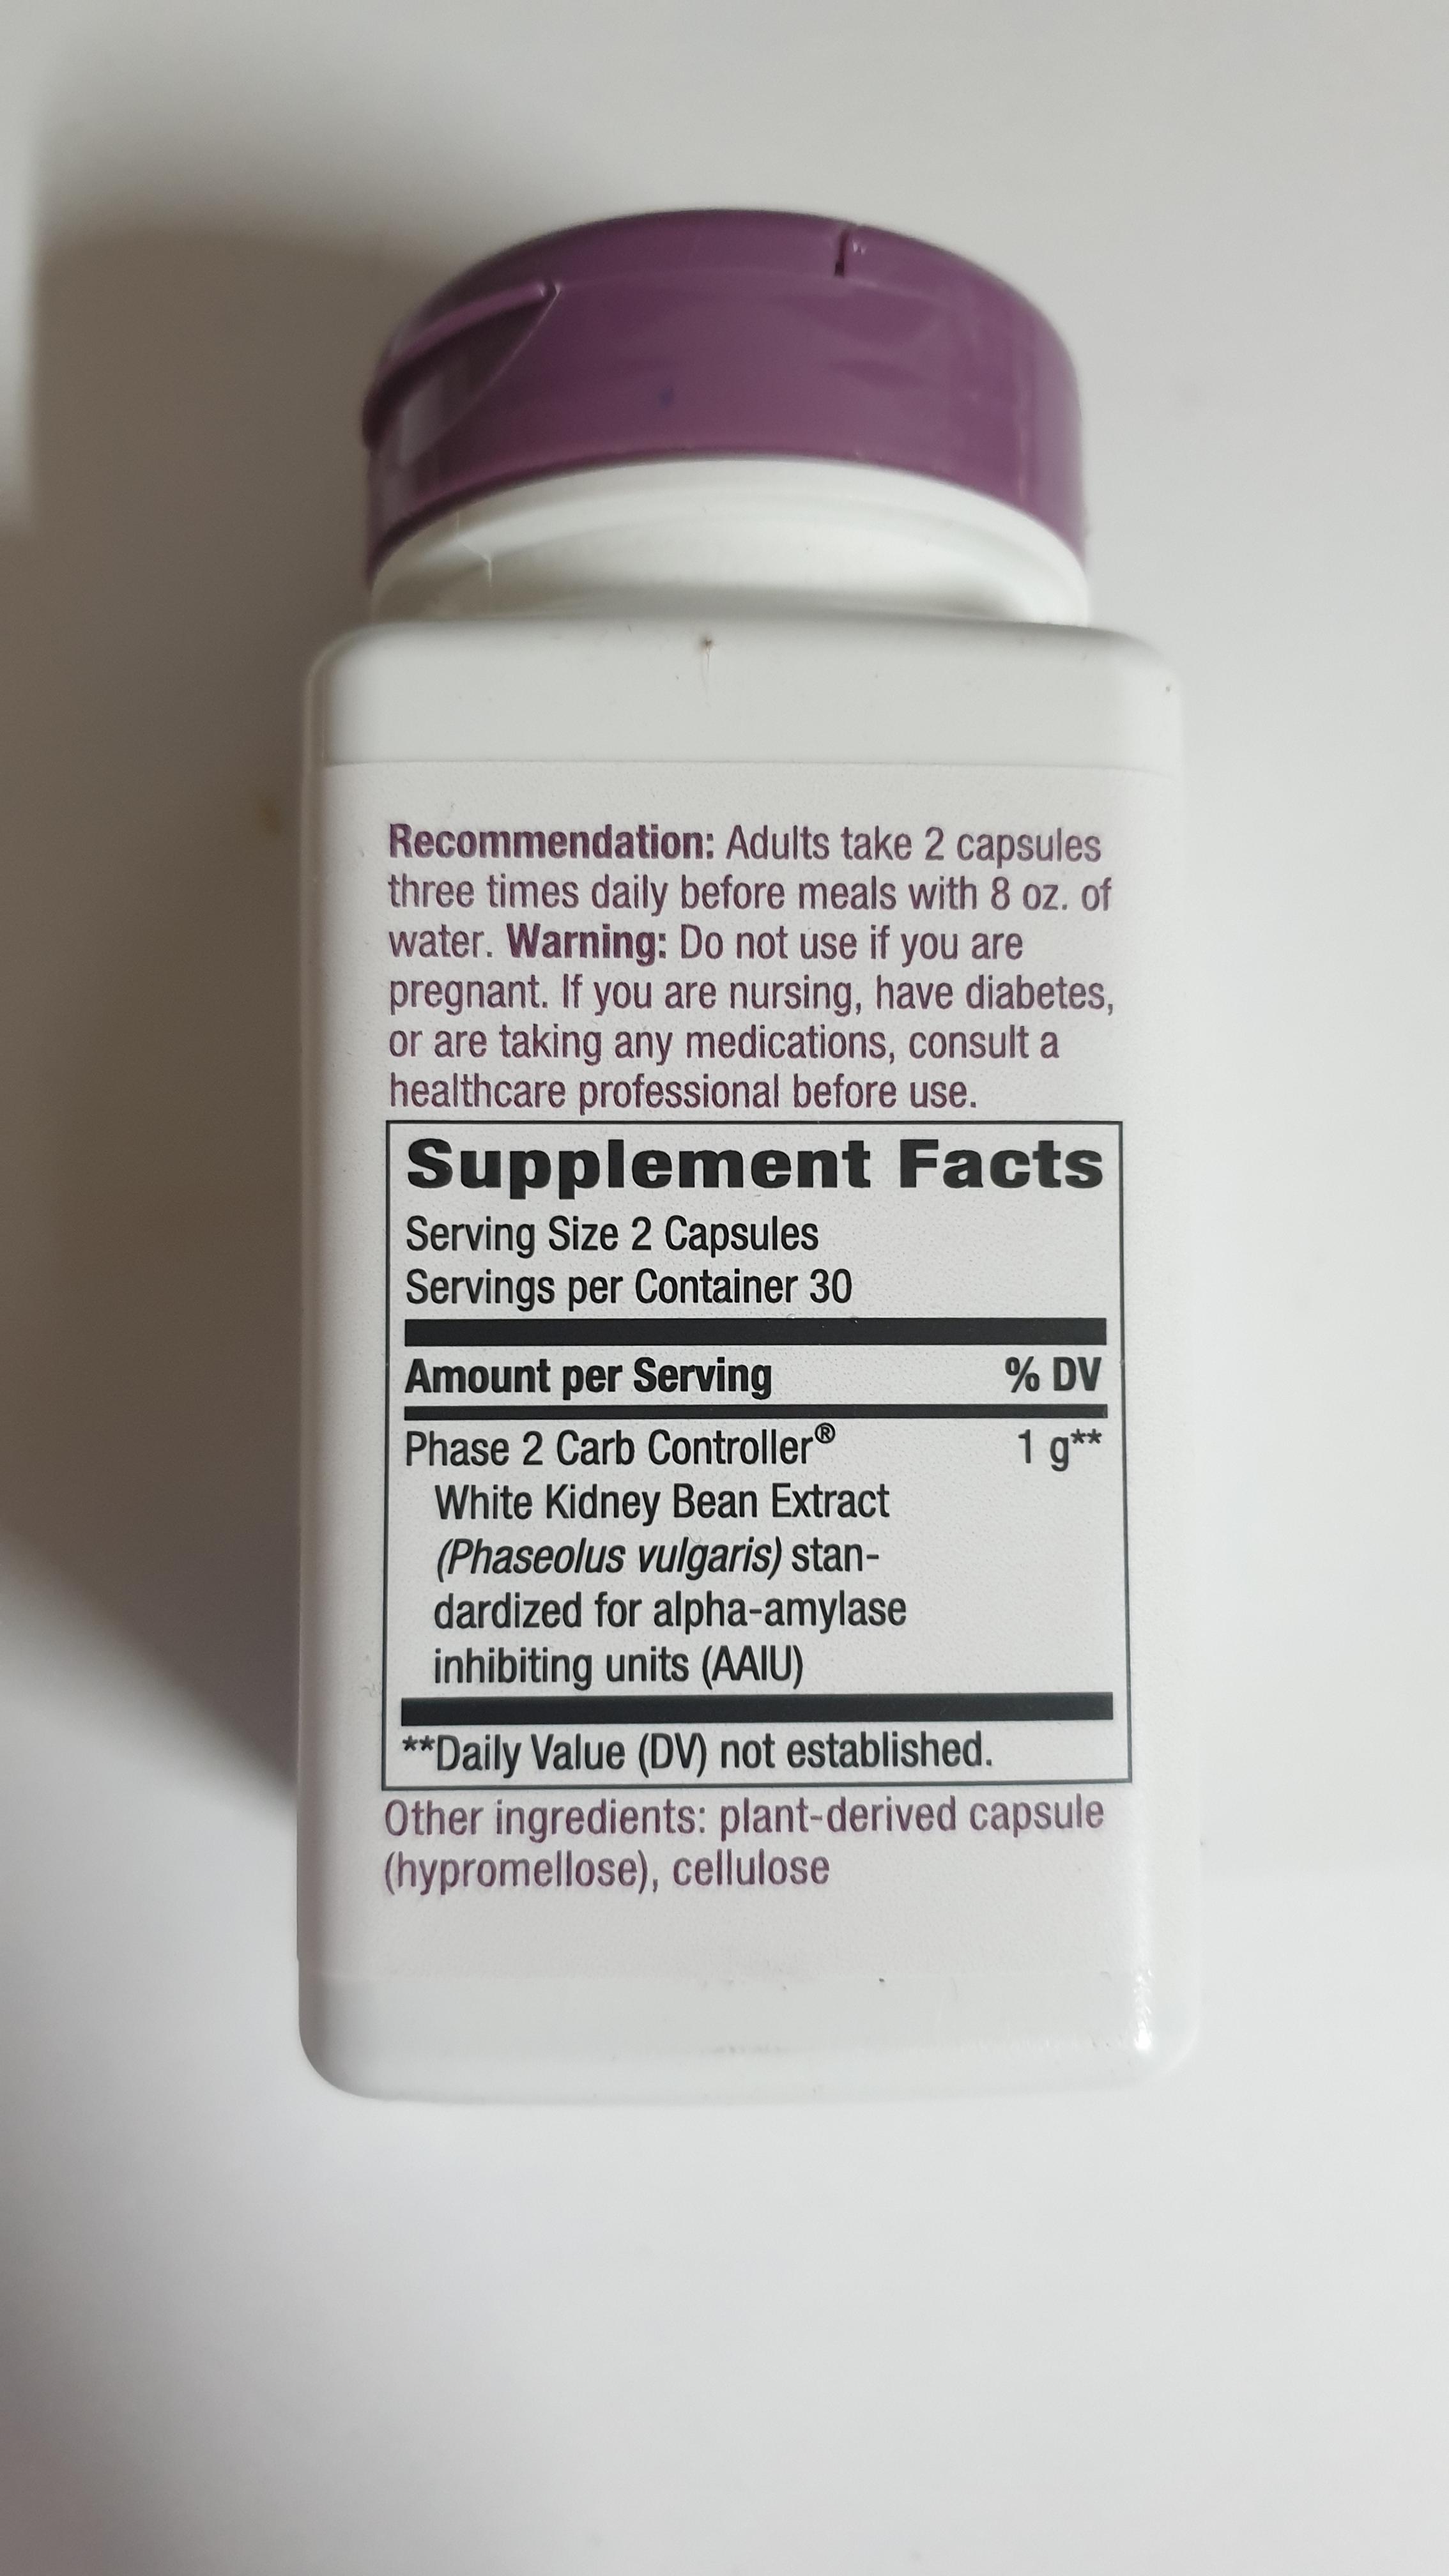 Recommendation: Adults take 2 capsules
three times daily before meals with 8 oz. of
water. Warning: Do not use if you are
pregnant. If you are nursing, have diabetes,
or are taking any medications, consult a
healthcare professional before use.
Supplement Facts
Serving Size 2 Capsules
Servings per Container 30
Amount per Serving % DV
Phase 2 Carb Controller® 1 g**
White Kidney Bean Extract
(Phaseolus vulgaris) stan-
dardized for alpha-amylase
inhibiting units (AAIU)
**Daily Value (DV) not established.
Other ingredients: plant-derived capsule
(hypromellose), cellulose